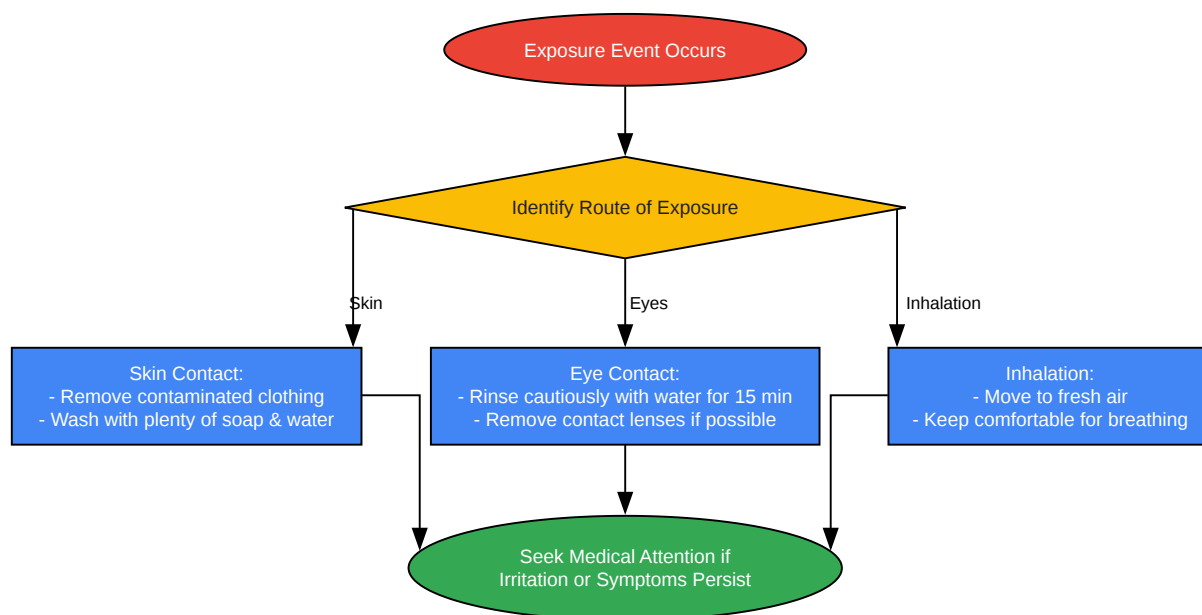 Exposure Event Occurs
Identify Route of Exposure
Skin
Eyes
Inhalation
Skin Contact:
- Remove contaminated clothing
- Wash with plenty of soap & water
Eye Contact:
- Rinse cautiously with water for 15 min
- Remove contact lenses if possible
Inhalation:
- Move to fresh air
- Keep comfortable for breathing
Seek Medical Attention if
Irritation or Symptoms Persist